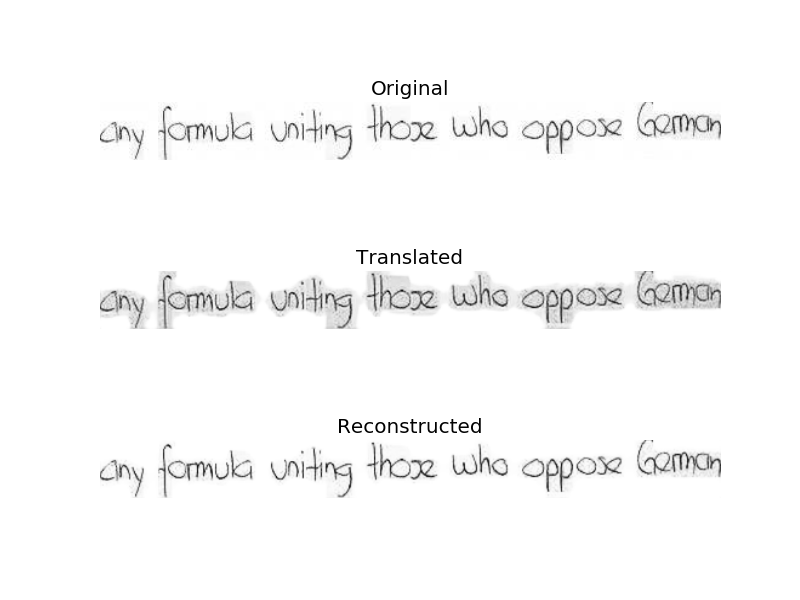 Original
any formula uniting those who oppose German
Translated
any formula uniting those who oppose German
Reconstructed
any formula uniting those who oppose German